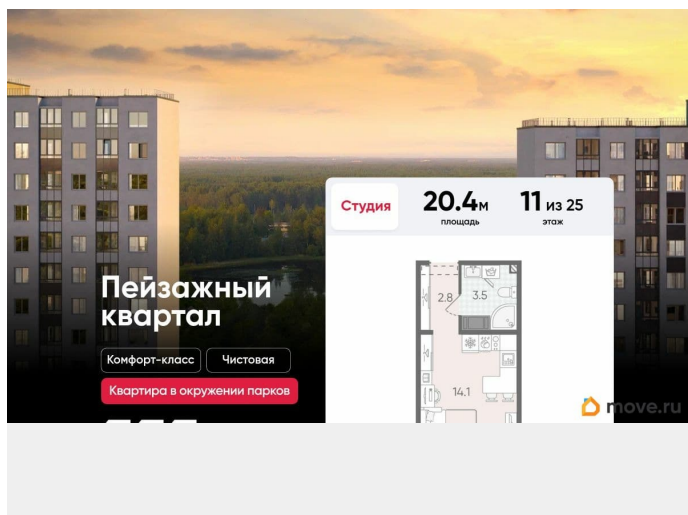 Студия
20.4м
площадь
11 из 25
этаж
2.8
3.5
14.1
Пейзажный
квартал
Комфорт-класс
Чистовая
Квартира в окружении парков
move.ru